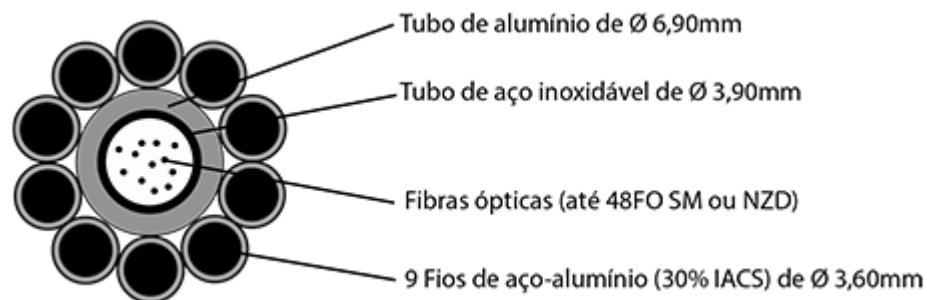 Tubo de alumínio de Ø 6,90mm
Tubo de aço inoxidável de Ø 3,90mm
Fibras ópticas (até 48FO SM ou NZD)
9 Fios de aço-alumínio (30% IACS) de Ø 3,60mm